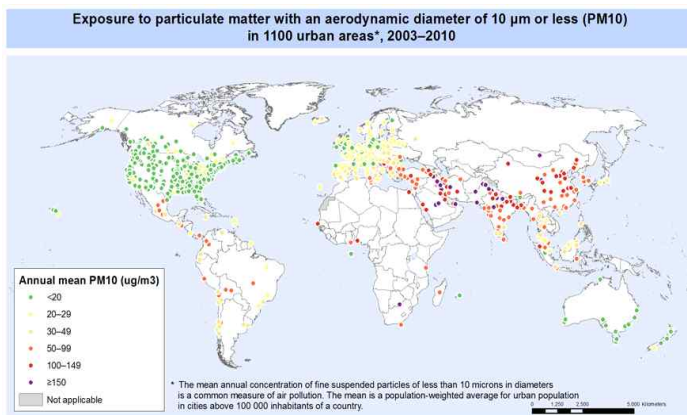 Exposure to particulate matter with an aerodynamic diameter of 10 µm or less (PM10)
in 1100 urban areas*, 2003–2010
Annual mean PM10 (ug/m3)
<20
20–29
30–49
50–99
100–149
≥150
Not applicable
* The mean annual concentration of fine suspended particles of less than 10 microns in diameters
is a common measure of air pollution. The mean is a population-weighted average for urban population
in cities above 100 000 inhabitants of a country.
0 1,250 2,500 5,000 Kilometers